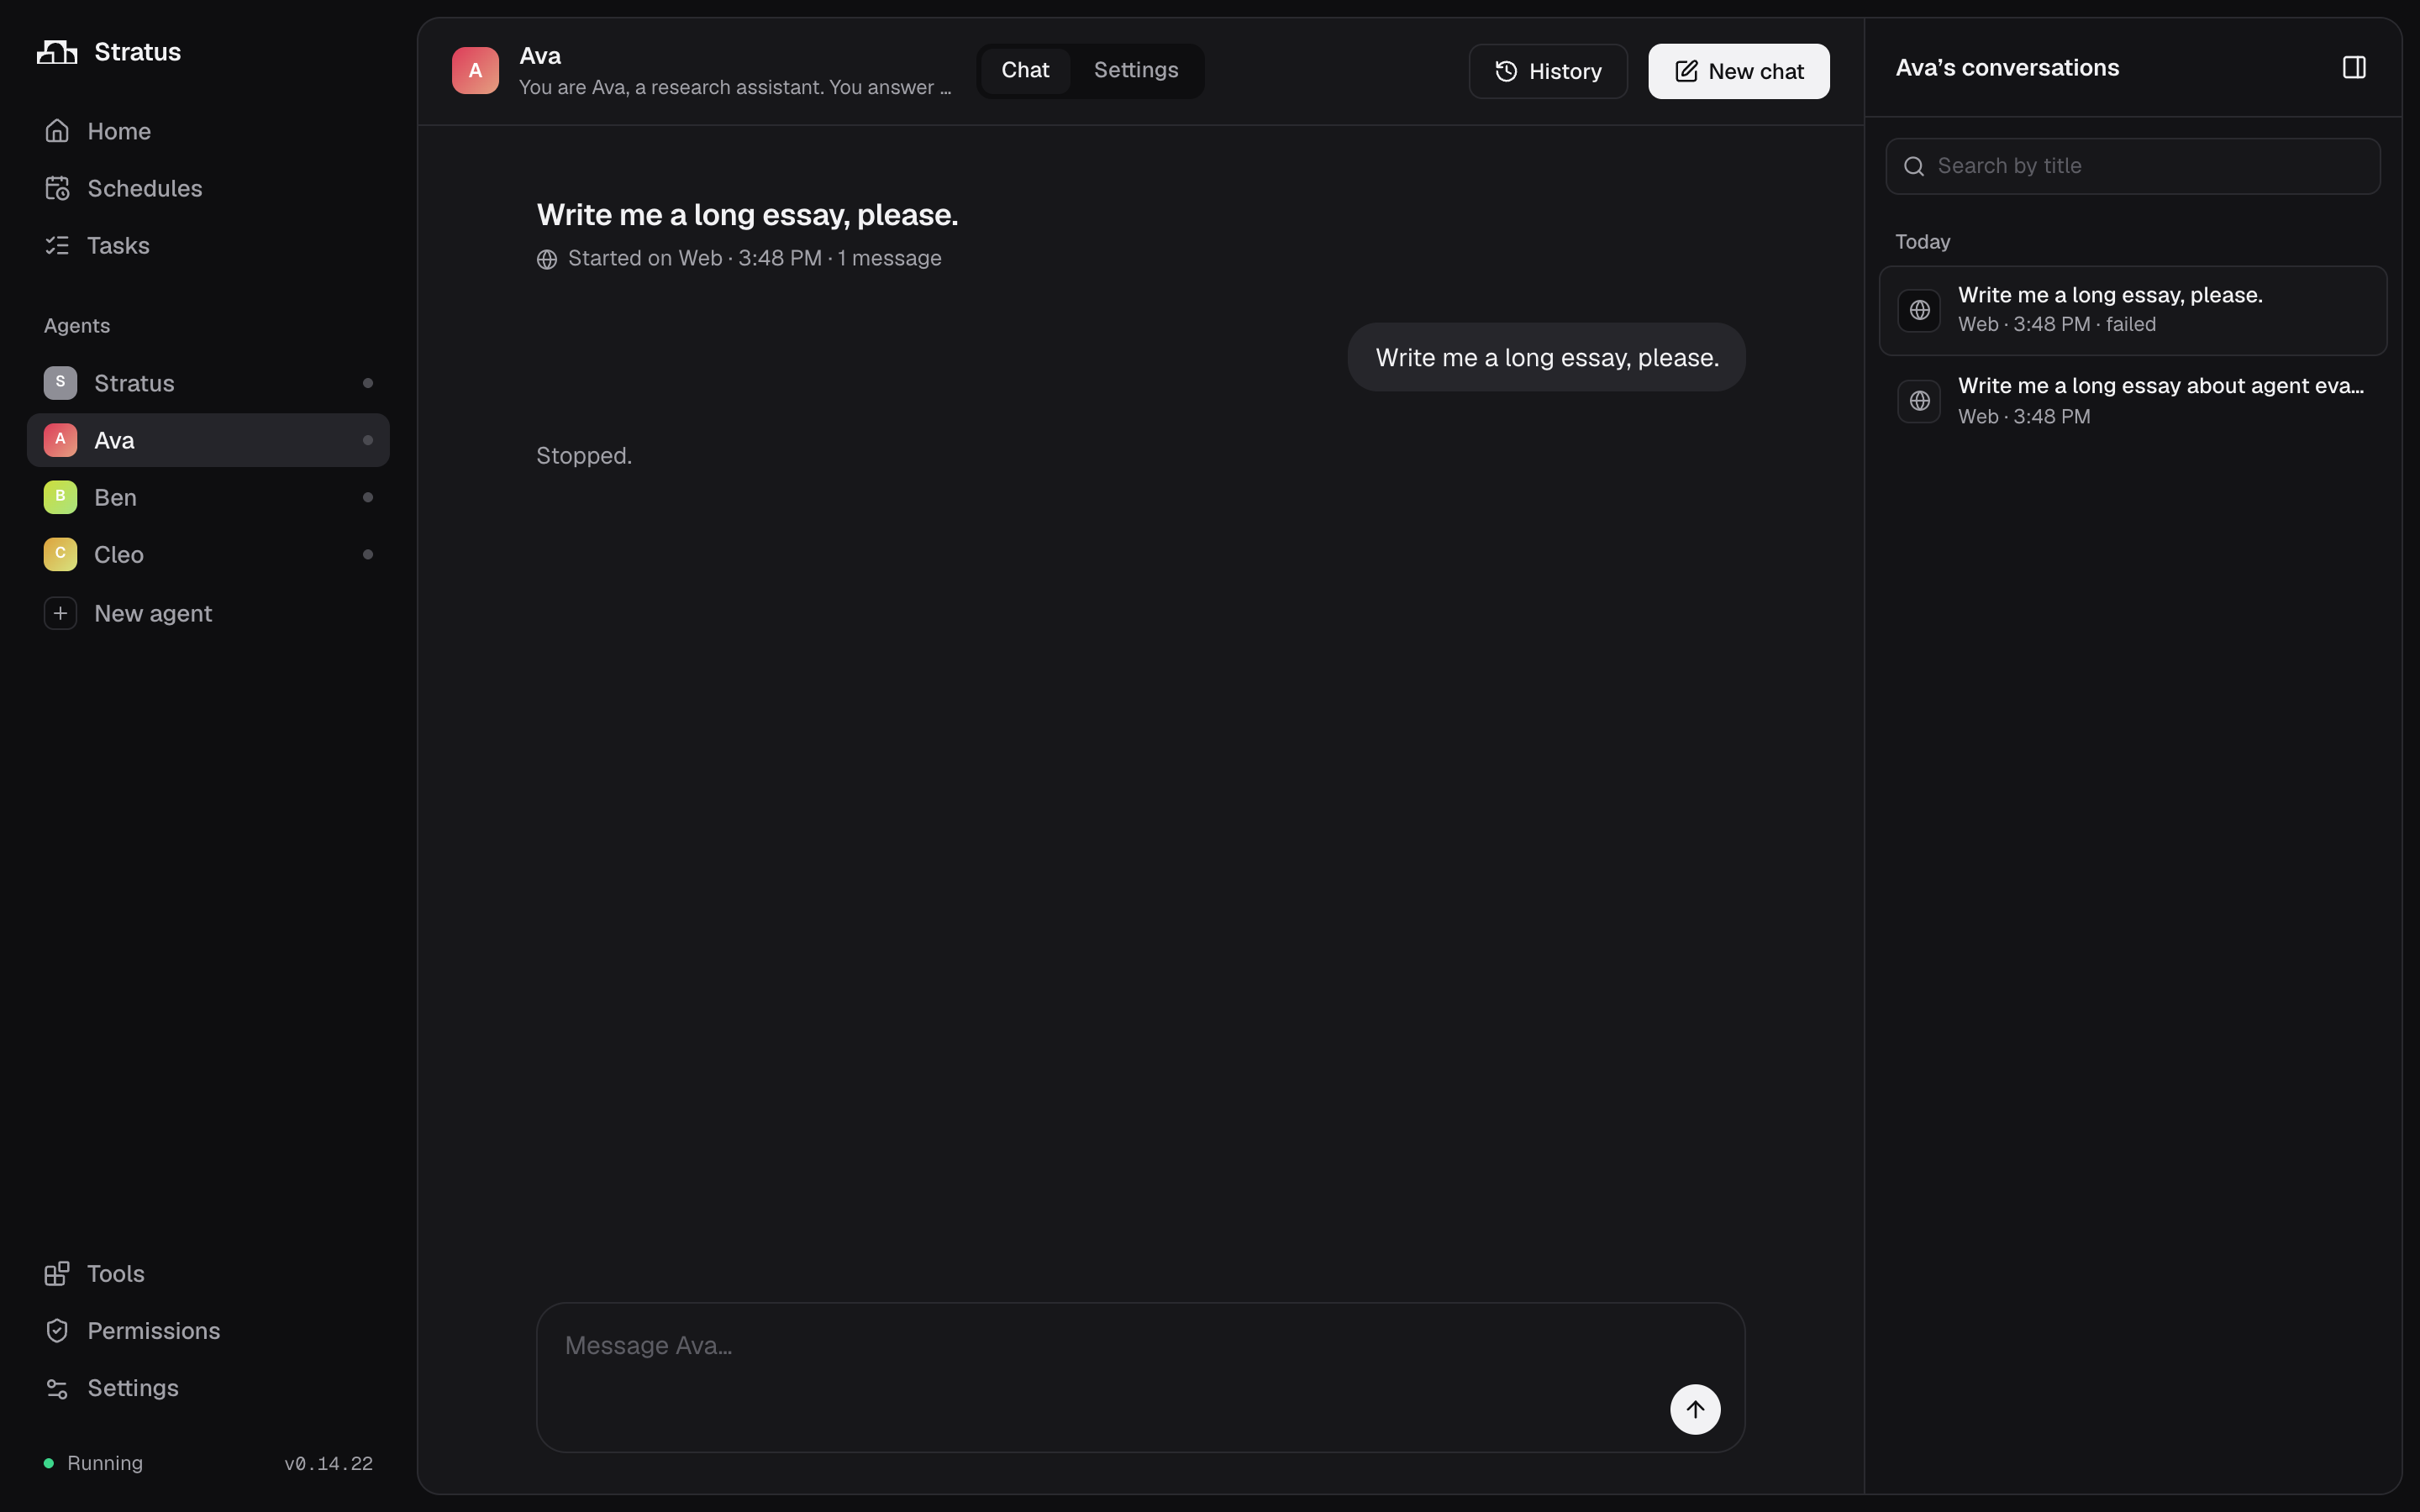 Stratus
Home
Schedules
Tasks
Agents
S Stratus
A Ava
B Ben
C Cleo
New agent
Tools
Permissions
Settings
Running v0.14.22
A
Ava
You are Ava, a research assistant. You answer ...
Chat Settings
History
New chat
Write me a long essay, please.
Started on Web · 3:48 PM · 1 message
Write me a long essay, please.
Stopped.
Message Ava...
Ava’s conversations
Search by title
Today
Write me a long essay, please.
Web · 3:48 PM · failed
Write me a long essay about agent eva...
Web · 3:48 PM